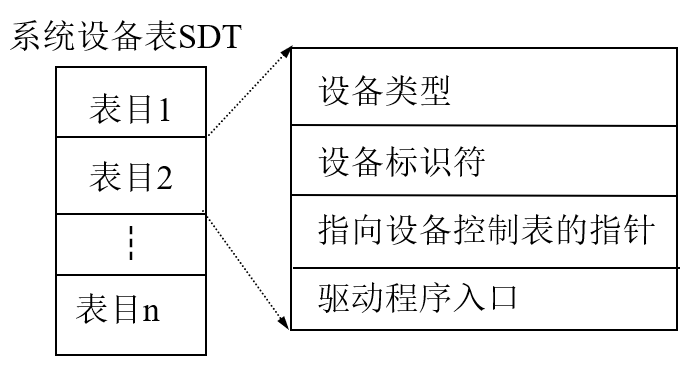 系统设备表SDT
表目1
表目2
表目n
设备类型
设备标识符
指向设备控制表的指针
驱动程序入口